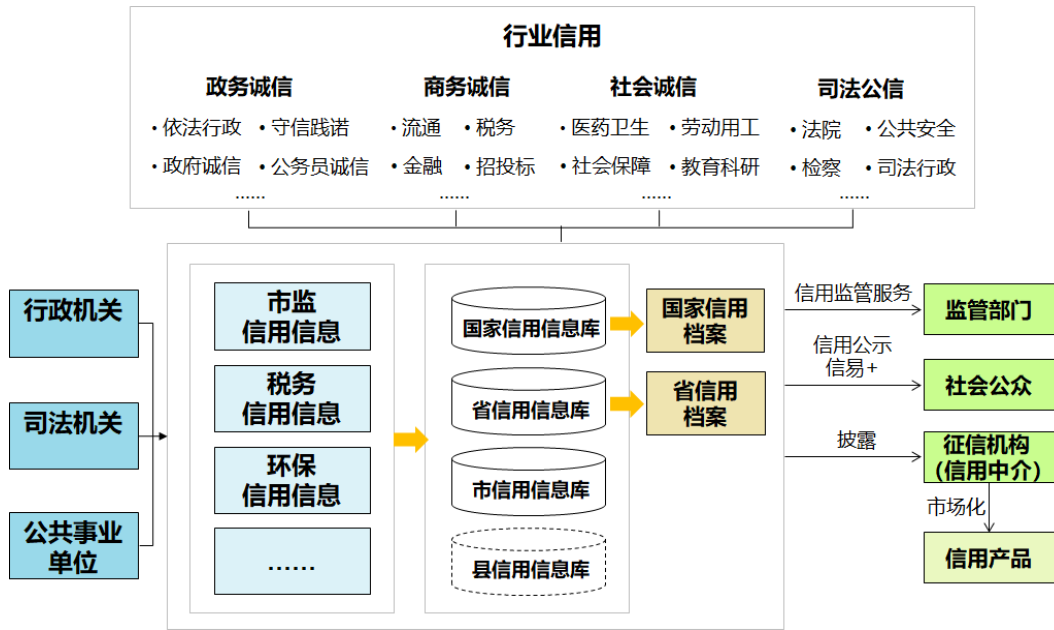 行业信用
政务诚信
商务诚信
社会诚信
司法公信
• 依法行政 • 守信践诺
• 政府诚信 • 公务员诚信
......
• 流通 • 税务
• 金融 • 招投标
......
• 医药卫生 • 劳动用工
• 社会保障 • 教育科研
......
• 法院 • 公共安全
• 检察 • 司法行政
......
行政机关
司法机关
公共事业
单位
市监
信用信息
税务
信用信息
环保
信用信息
......
国家信用信息库
省信用信息库
市信用信息库
县信用信息库
国家信用
档案
省信用
档案
信用监管服务
信用公示
信易+
披露
监管部门
社会公众
征信机构
（信用中介）
市场化
信用产品